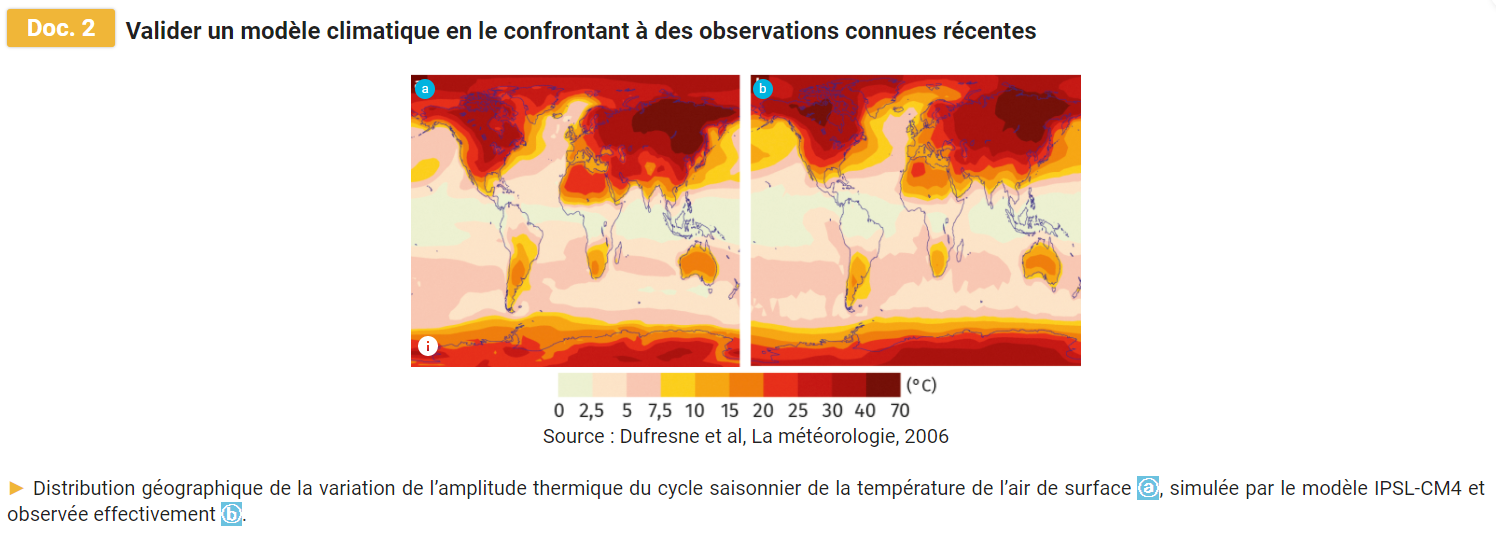 Doc. 2 Valider un modèle climatique en le confrontant à des observations connues récentes
a b
i
(°C)
0 2,5 5 7,5 10 15 20 25 30 40 70
Source : Dufresne et al, La météorologie, 2006
► Distribution géographique de la variation de l’amplitude thermique du cycle saisonnier de la température de l’air de surface ⓐ, simulée par le modèle IPSL-CM4 et
observée effectivement ⓑ.